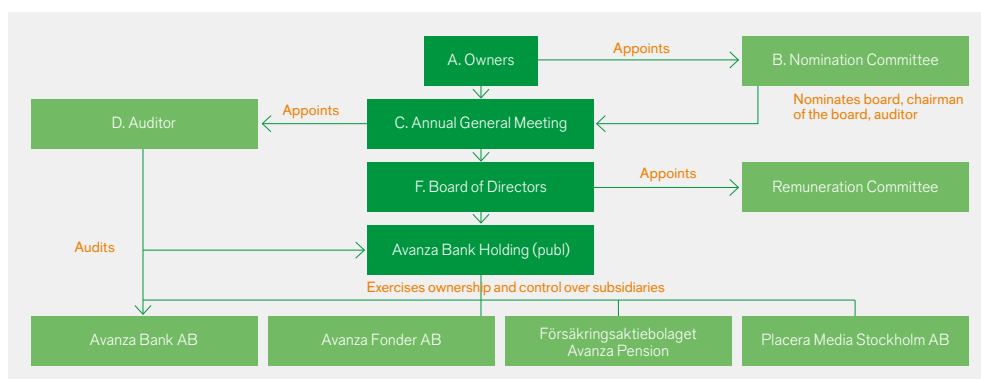 A. Owners
Appoints
B. Nomination Committee
Nominates board, chairman
of the board, auditor
D. Auditor
Appoints
C. Annual General Meeting
F. Board of Directors
Appoints
Remuneration Committee
Audits
Avanza Bank Holding (publ)
Exercises ownership and control over subsidiaries
Avanza Bank AB
Avanza Fonder AB
Försäkringsaktiebolaget
Avanza Pension
Placera Media Stockholm AB